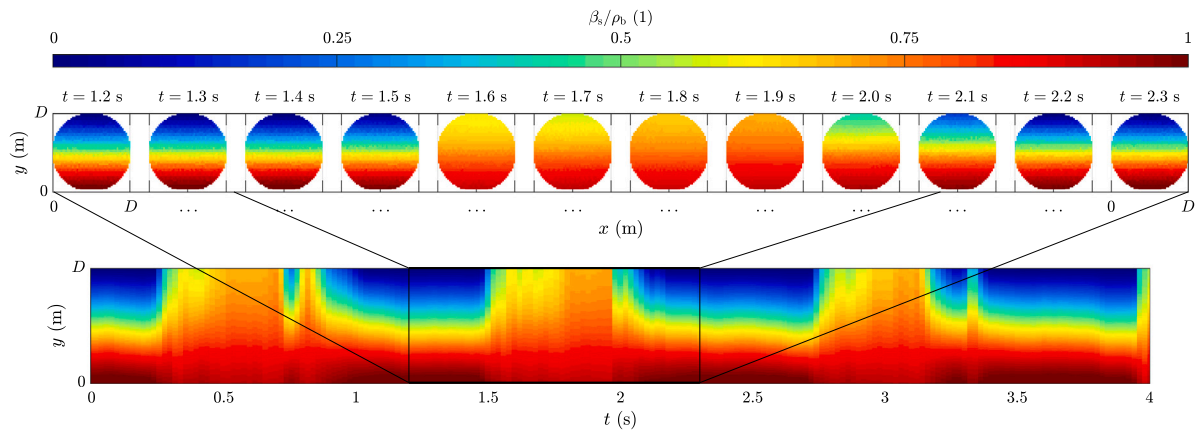 β_s/ρ_b (1)
0 0.25 0.5 0.75 1
t = 1.2 s t = 1.3 s t = 1.4 s t = 1.5 s t = 1.6 s t = 1.7 s t = 1.8 s t = 1.9 s t = 2.0 s t = 2.1 s t = 2.2 s t = 2.3 s
D
y (m)
0
0 D ... ... ... ... ... ... ... ... ... ... 0 D
x (m)
D
y (m)
0
0 0.5 1 1.5 2 2.5 3 3.5 4
t (s)